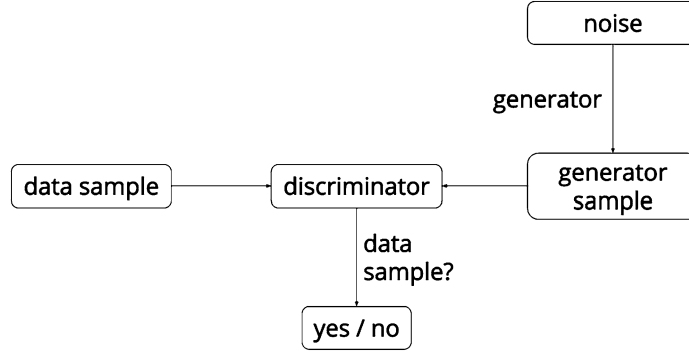 noise
generator
data sample
discriminator
generator
sample
data
sample?
yes / no